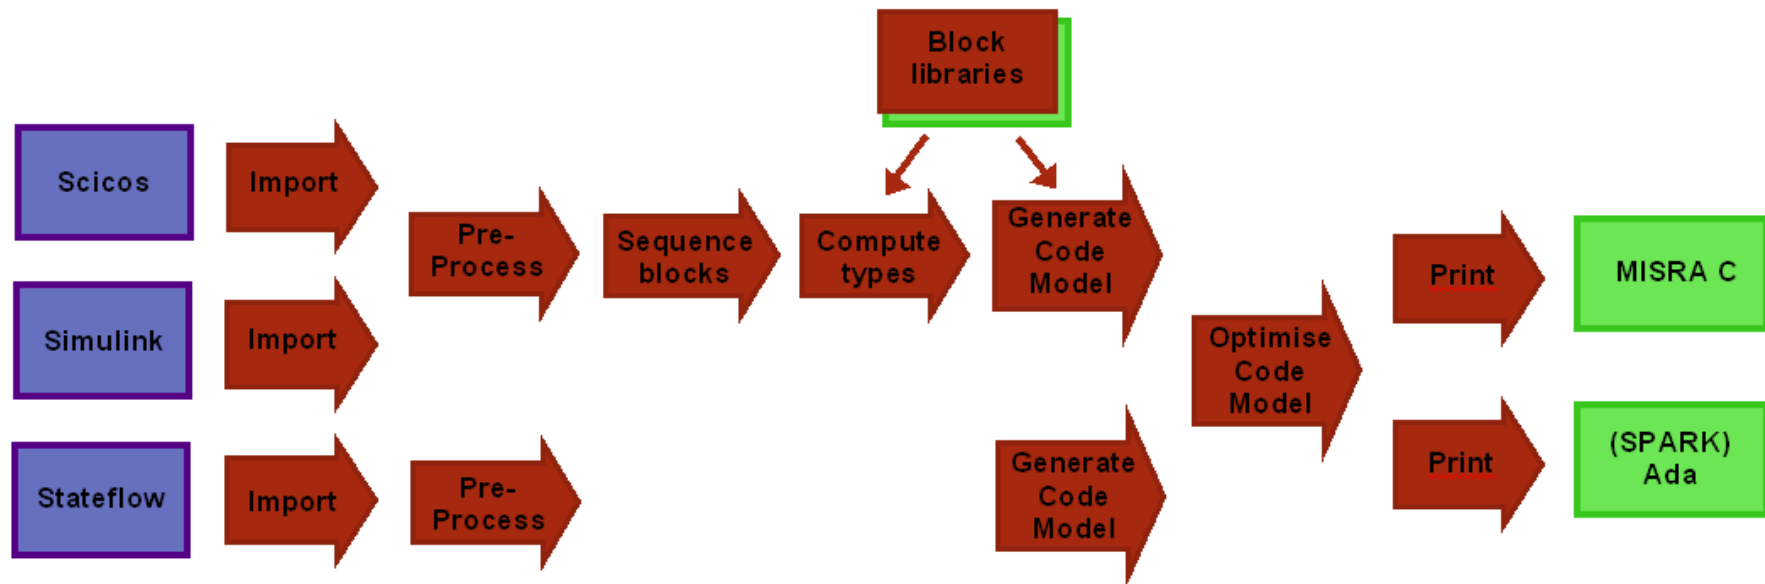 Block
libraries
Scicos
Import
Pre-
Process
Sequence
blocks
Compute
types
Generate
Code
Model
Simulink
Import
Optimise
Code
Model
Print
MISRA C
Stateflow
Import
Pre-
Process
Generate
Code
Model
Print
(SPARK)
Ada